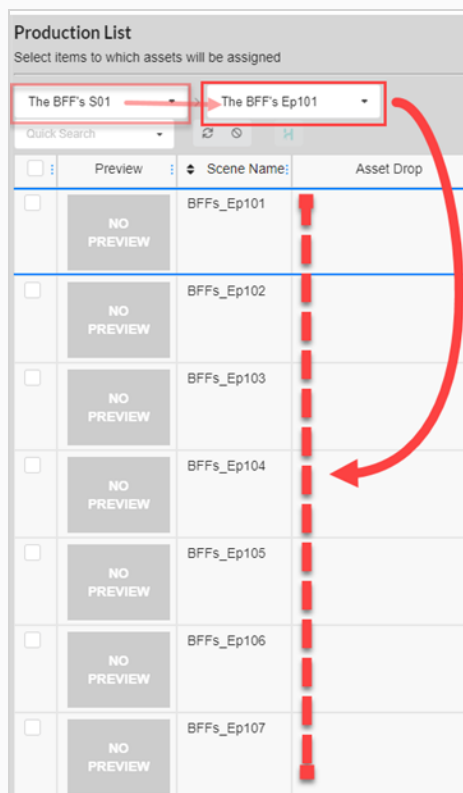 Production List
Select items to which assets will be assigned
The BFF's S01 > The BFF's Ep101
Quick Search
Preview Scene Name Asset Drop
NO
PREVIEW
BFFs_Ep101
NO
PREVIEW
BFFs_Ep102
NO
PREVIEW
BFFs_Ep103
NO
PREVIEW
BFFs_Ep104
NO
PREVIEW
BFFs_Ep105
NO
PREVIEW
BFFs_Ep106
NO
PREVIEW
BFFs_Ep107